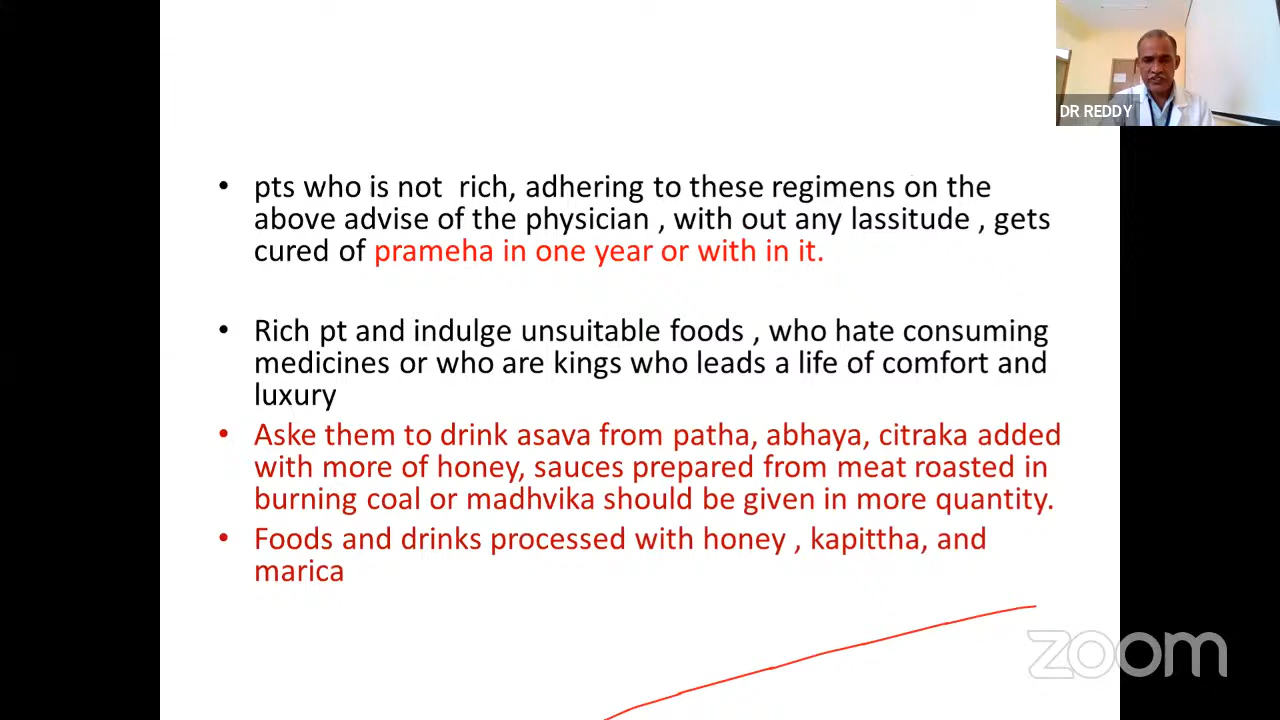 DR REDDY
• pts who is not rich, adhering to these regimens on the
above advise of the physician , with out any lassitude , gets
cured of prameha in one year or with in it.
• Rich pt and indulge unsuitable foods , who hate consuming
medicines or who are kings who leads a life of comfort and
luxury
• Aske them to drink asava from patha, abhaya, citraka added
with more of honey, sauces prepared from meat roasted in
burning coal or madhvika should be given in more quantity.
• Foods and drinks processed with honey , kapittha, and
marica
zoom